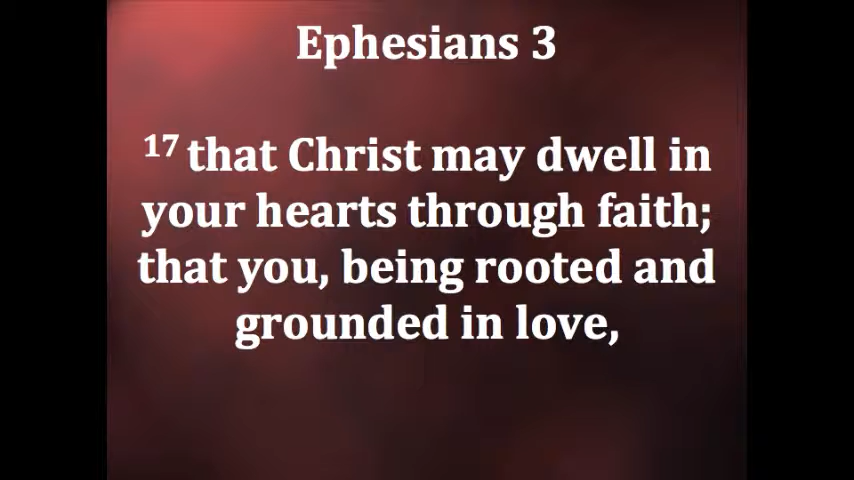 Ephesians 3
17 that Christ may dwell in
your hearts through faith;
that you, being rooted and
grounded in love,